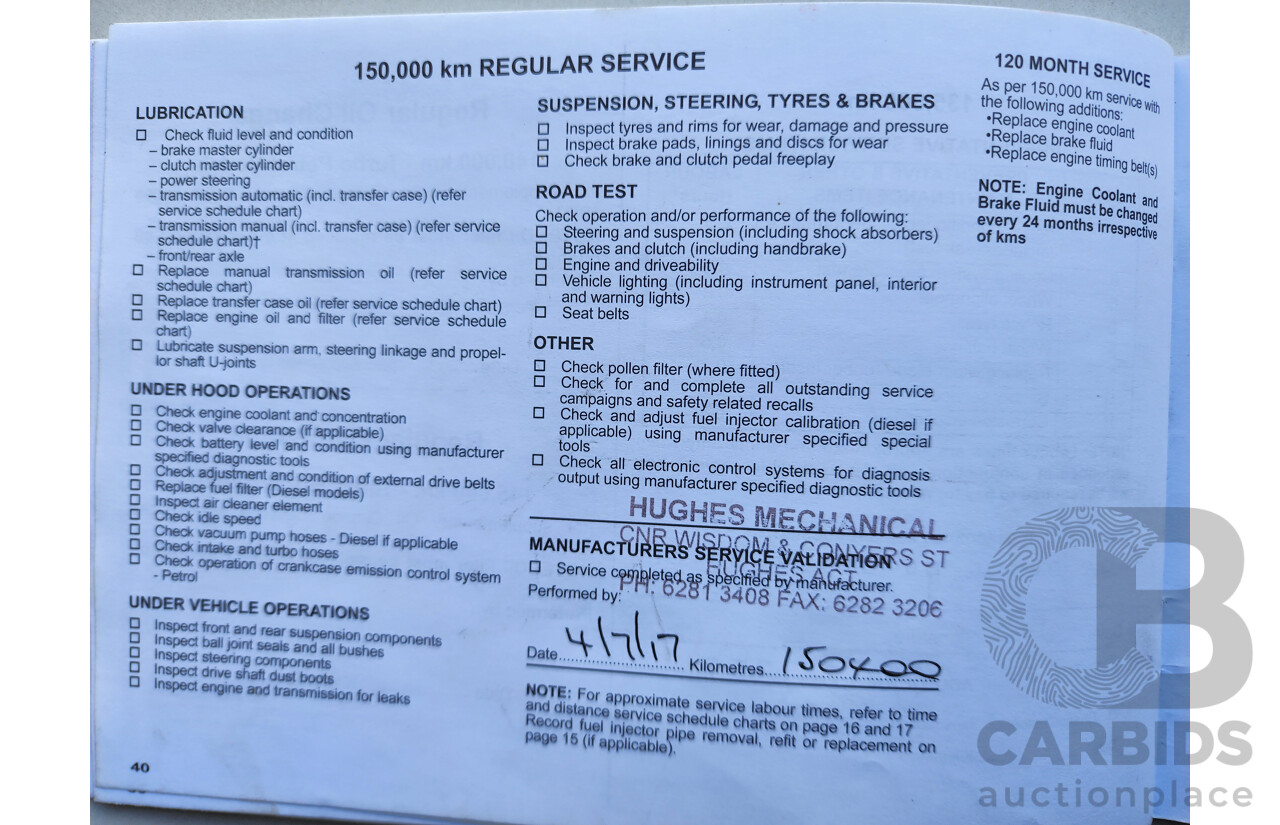 150,000 km REGULAR SERVICE
LUBRICATION
Check fluid level and condition
– brake master cylinder
– clutch master cylinder
– power steering
– transmission automatic (incl. transfer case) (refer
service schedule chart)
– transmission manual (incl. transfer case) (refer service
schedule chart)†
– front/rear axle
Replace manual transmission oil (refer service
schedule chart)
Replace transfer case oil (refer service schedule chart)
Replace engine oil and filter (refer service schedule
chart)
Lubricate suspension arm, steering linkage and propel-
lor shaft U-joints
UNDER HOOD OPERATIONS
Check engine coolant and concentration
Check valve clearance (if applicable)
Check battery level and condition using manufacturer
specified diagnostic tools
Check adjustment and condition of external drive belts
Replace fuel filter (Diesel models)
Inspect air cleaner element
Check idle speed
Check vacuum pump hoses - Diesel if applicable
Check intake and turbo hoses
Check operation of crankcase emission control system
- Petrol
UNDER VEHICLE OPERATIONS
Inspect front and rear suspension components
Inspect ball joint seals and all bushes
Inspect steering components
Inspect drive shaft dust boots
Inspect engine and transmission for leaks
40
SUSPENSION, STEERING, TYRES & BRAKES
Inspect tyres and rims for wear, damage and pressure
Inspect brake pads, linings and discs for wear
Check brake and clutch pedal freeplay
ROAD TEST
Check operation and/or performance of the following:
Steering and suspension (including shock absorbers)
Brakes and clutch (including handbrake)
Engine and driveability
Vehicle lighting (including instrument panel, interior
and warning lights)
Seat belts
OTHER
Check pollen filter (where fitted)
Check for and complete all outstanding service
campaigns and safety related recalls
Check and adjust fuel injector calibration (diesel if
applicable) using manufacturer specified special
tools
Check all electronic control systems for diagnosis
output using manufacturer specified diagnostic tools
HUGHES MECHANICAL
CNR WISDOM & CONYERS ST
HUGHES ACT
PH: 6281 3408 FAX: 6282 3206
MANUFACTURERS SERVICE VALIDATION
Service completed as specified by manufacturer.
Performed by:
Date 4/7/17 Kilometres 150400
NOTE: For approximate service labour times, refer to time
and distance service schedule charts on page 16 and 17
Record fuel injector pipe removal, refit or replacement on
page 15 (if applicable).
120 MONTH SERVICE
As per 150,000 km service with
the following additions:
•Replace engine coolant
•Replace brake fluid
•Replace engine timing belt(s)
NOTE: Engine Coolant and
Brake Fluid must be changed
every 24 months irrespective
of kms
CB
CARBIDS
auctionplace